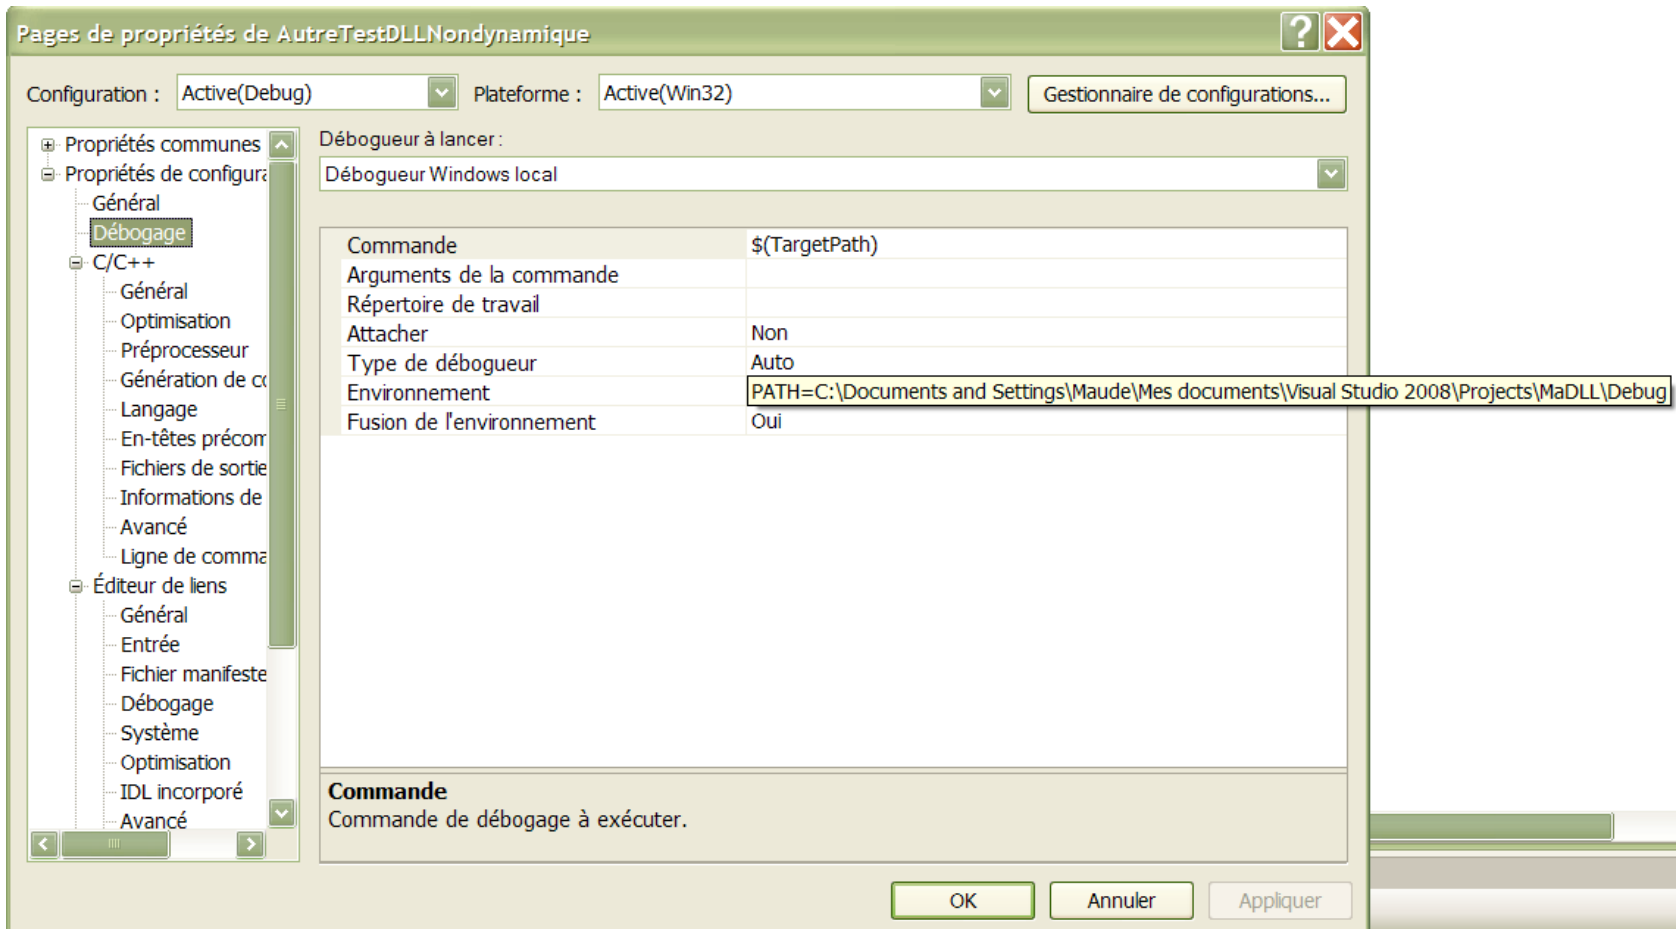 Pages de propriétés de AutreTestDLLNondynamique
Configuration : Active(Debug) Plateforme : Active(Win32) Gestionnaire de configurations...
Propriétés communes
Propriétés de configura
Général
Débogage
C/C++
Général
Optimisation
Préprocesseur
Génération de co
Langage
En-têtes précom
Fichiers de sortie
Informations de
Avancé
Ligne de comma
Éditeur de liens
Général
Entrée
Fichier manifeste
Débogage
Système
Optimisation
IDL incorporé
Avancé
Débogueur à lancer :
Débogueur Windows local
Commande $(TargetPath)
Arguments de la commande
Répertoire de travail
Attacher Non
Type de débogueur Auto
Environnement PATH=C:\Documents and Settings\Maude\Mes documents\Visual Studio 2008\Projects\MaDLL\Debug
Fusion de l'environnement Oui
Commande
Commande de débogage à exécuter.
OK Annuler Appliquer